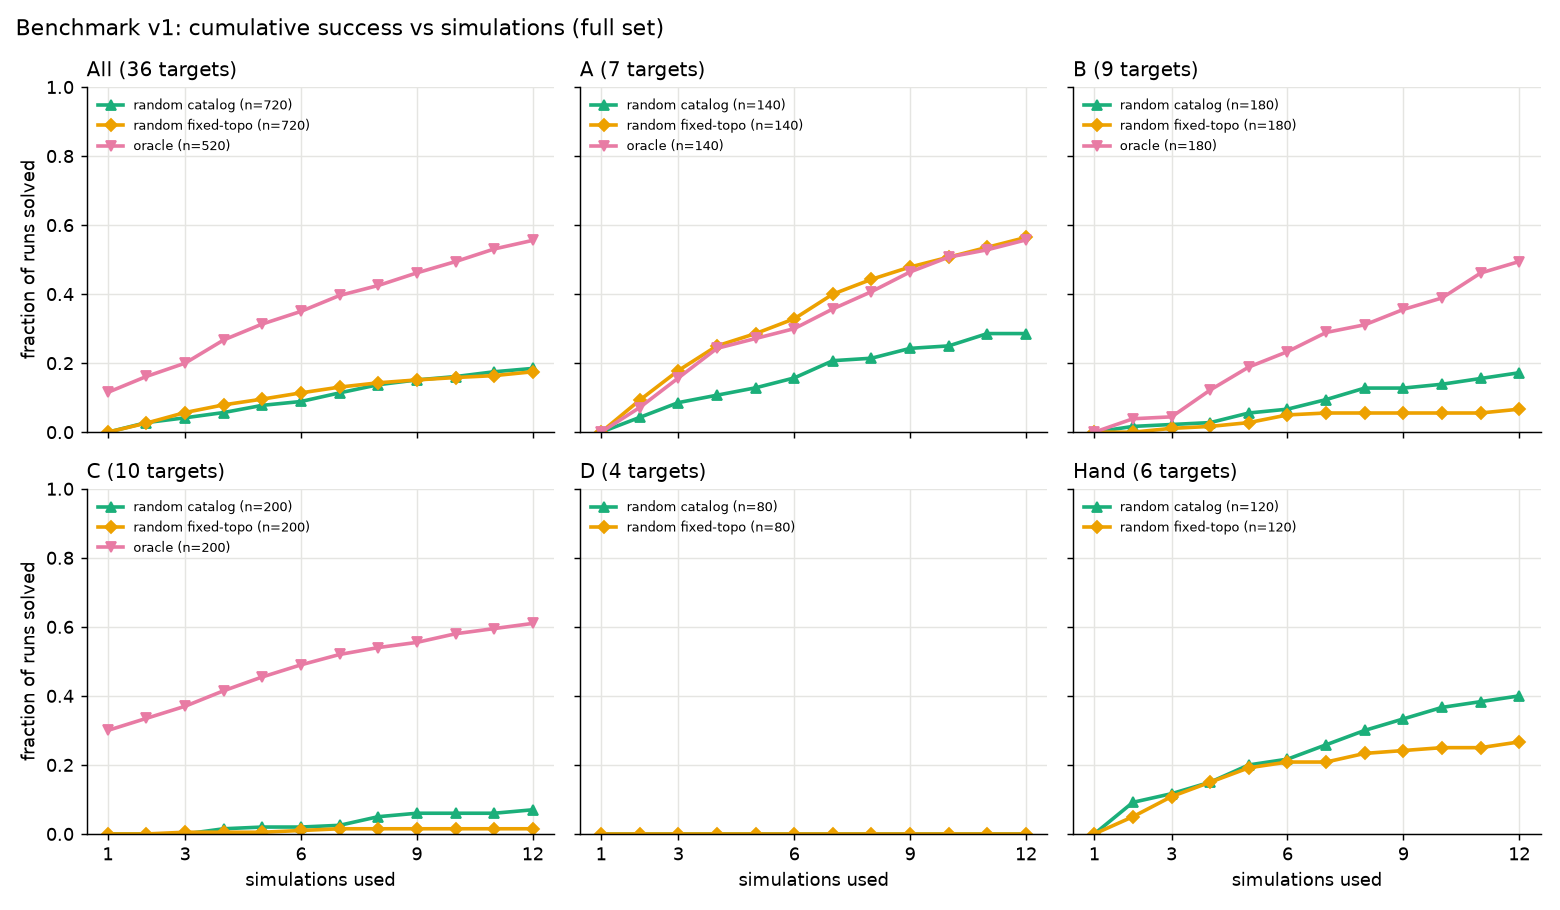 Benchmark v1: cumulative success vs simulations (full set)
All (36 targets)
fraction of runs solved
1.0
0.8
0.6
0.4
0.2
0.0
random catalog (n=720)
random fixed-topo (n=720)
oracle (n=520)
A (7 targets)
random catalog (n=140)
random fixed-topo (n=140)
oracle (n=140)
B (9 targets)
random catalog (n=180)
random fixed-topo (n=180)
oracle (n=180)
C (10 targets)
fraction of runs solved
1.0
0.8
0.6
0.4
0.2
0.0
random catalog (n=200)
random fixed-topo (n=200)
oracle (n=200)
1 3 6 9 12
simulations used
D (4 targets)
random catalog (n=80)
random fixed-topo (n=80)
1 3 6 9 12
simulations used
Hand (6 targets)
random catalog (n=120)
random fixed-topo (n=120)
1 3 6 9 12
simulations used